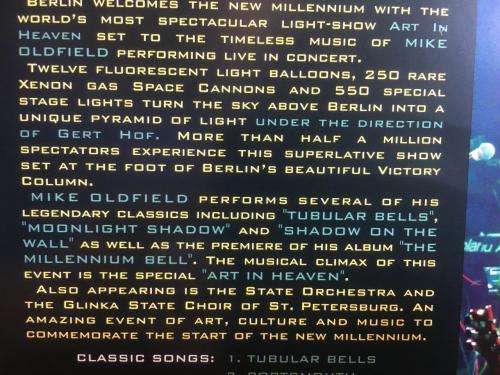 BERLIN WELCOMES THE NEW MILLENNIUM WITH THE
WORLD'S MOST SPECTACULAR LIGHT-SHOW ART IN
HEAVEN SET TO THE TIMELESS MUSIC OF MIKE
OLDFIELD PERFORMING LIVE IN CONCERT.
TWELVE FLUORESCENT LIGHT BALLOONS, 250 RARE
XENON GAS SPACE CANNONS AND 550 SPECIAL
STAGE LIGHTS TURN THE SKY ABOVE BERLIN INTO A
UNIQUE PYRAMID OF LIGHT UNDER THE DIRECTION
OF GERT HOF. MORE THAN HALF A MILLION
SPECTATORS EXPERIENCE THIS SUPERLATIVE SHOW
SET AT THE FOOT OF BERLIN'S BEAUTIFUL VICTORY
COLUMN.
MIKE OLDFIELD PERFORMS SEVERAL OF HIS
LEGENDARY CLASSICS INCLUDING "TUBULAR BELLS",
"MOONLIGHT SHADOW" AND "SHADOW ON THE
WALL" AS WELL AS THE PREMIERE OF HIS ALBUM "THE
MILLENNIUM BELL". THE MUSICAL CLIMAX OF THIS
EVENT IS THE SPECIAL "ART IN HEAVEN".
ALSO APPEARING IS THE STATE ORCHESTRA AND
THE GLINKA STATE CHOIR OF ST. PETERSBURG. AN
AMAZING EVENT OF ART, CULTURE AND MUSIC TO
COMMEMORATE THE START OF THE NEW MILLENNIUM.
CLASSIC SONGS: 1. TUBULAR BELLS
2. PORTSMOUTH